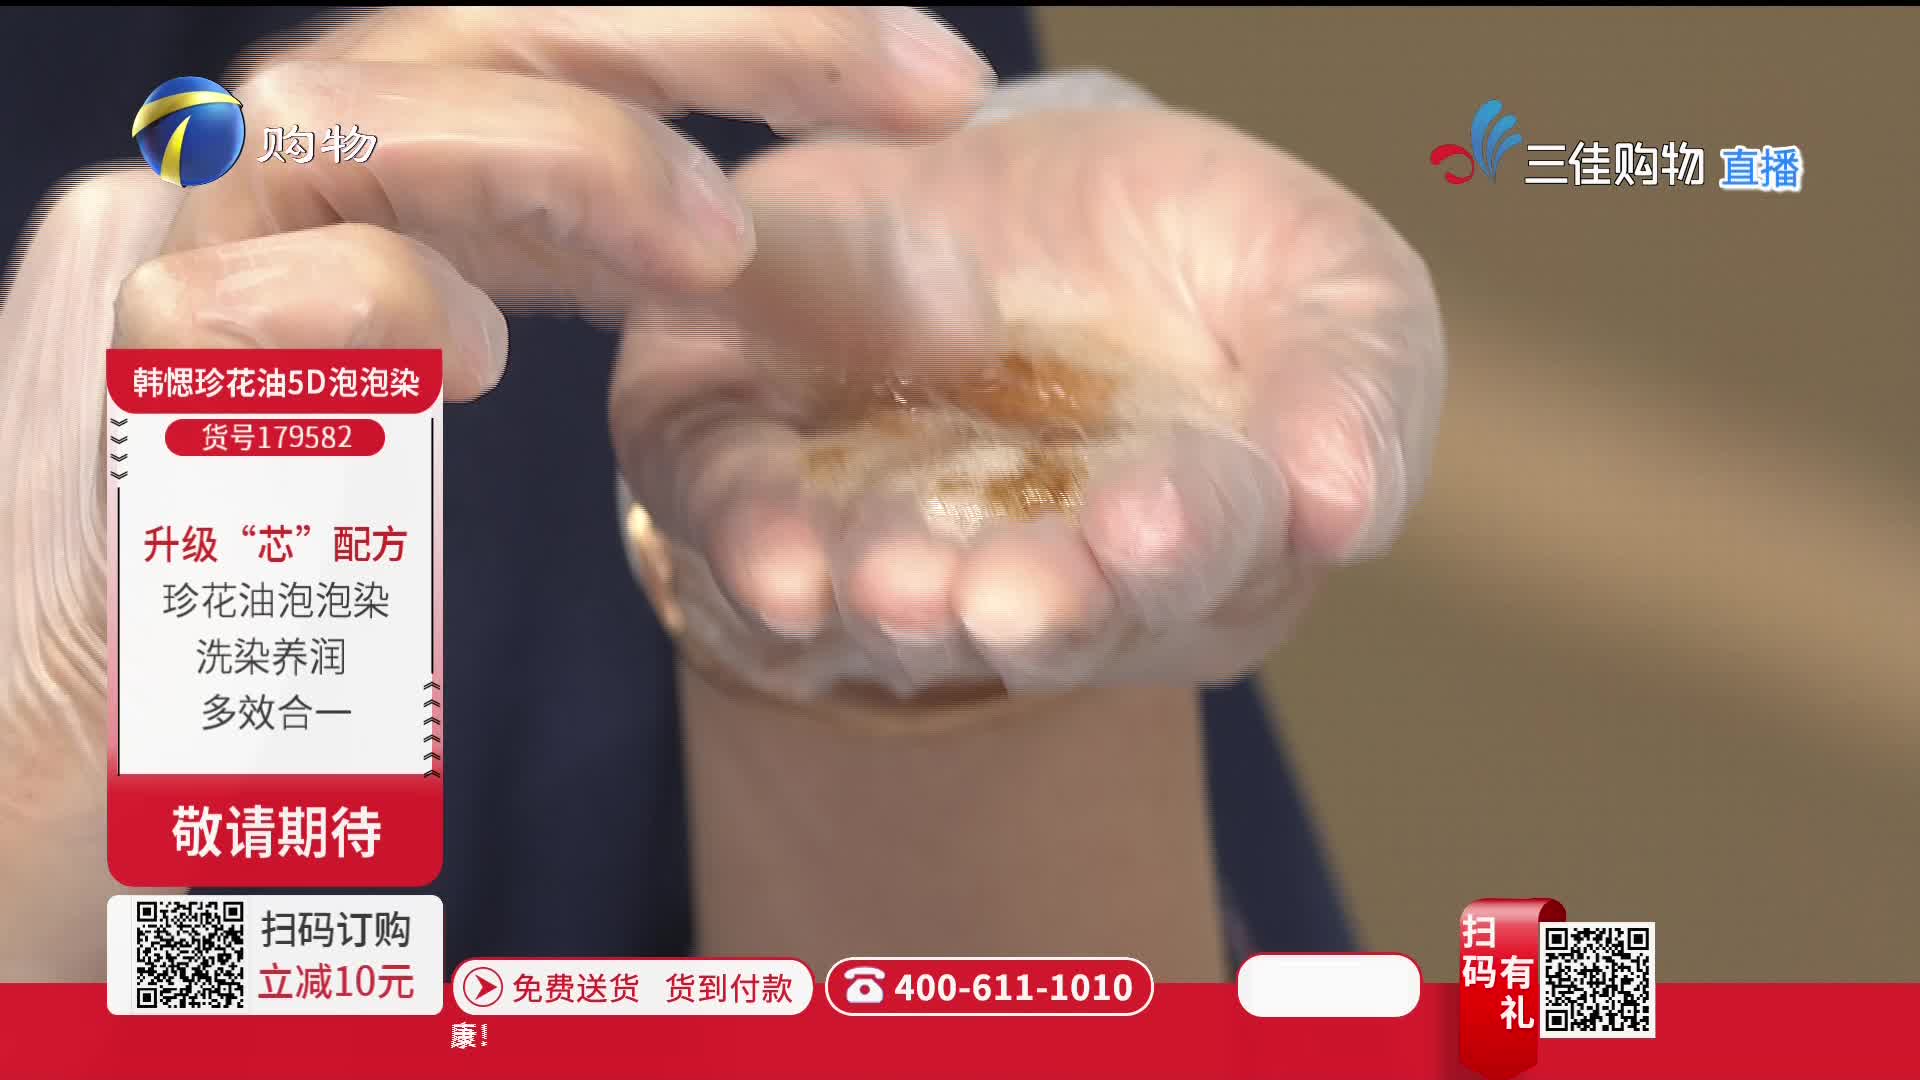 购物
三佳购物 直播
韩愢珍花油5D泡泡染
货号179582
升级“芯”配方
珍花油泡泡染
洗染养润
多效合一
敬请期待
扫码订购
立减10元
免费送货 货到付款
400-611-1010
扫码有礼
康!